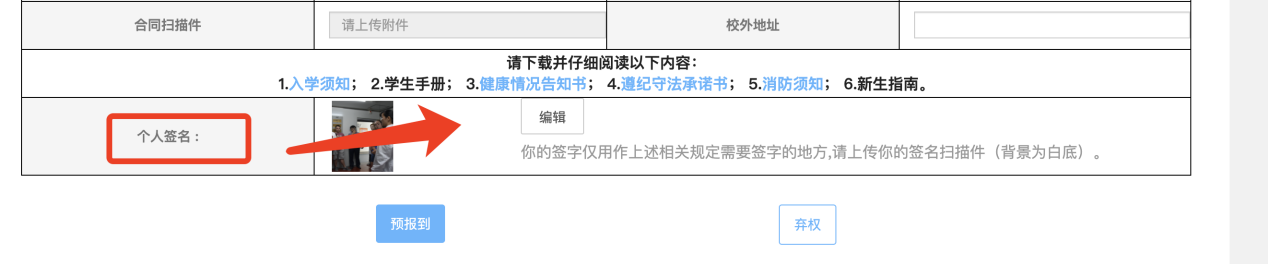 合同扫描件 请上传附件 校外地址
请下载并仔细阅读以下内容：
1.入学须知； 2.学生手册； 3.健康情况告知书； 4.遵纪守法承诺书； 5.消防须知； 6.新生指南。
编辑
个人签名：
你的签字仅用作上述相关规定需要签字的地方,请上传你的签名扫描件（背景为白底）。
预报到 弃权